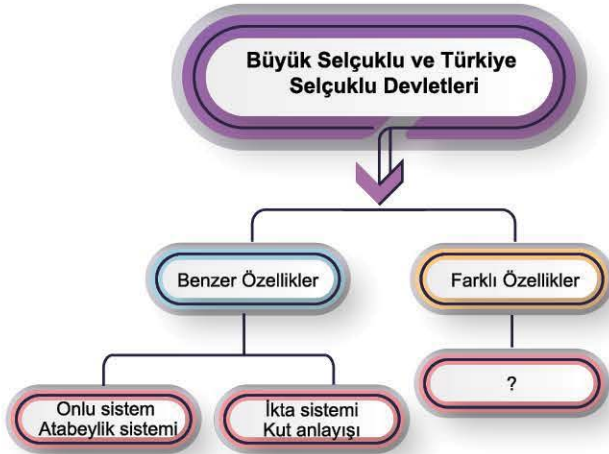 Büyük Selçuklu ve Türkiye
Selçuklu Devletleri
Benzer Özellikler
Farklı Özellikler
Onlu sistem
Atabeylik sistemi
İkta sistemi
Kut anlayışı
?